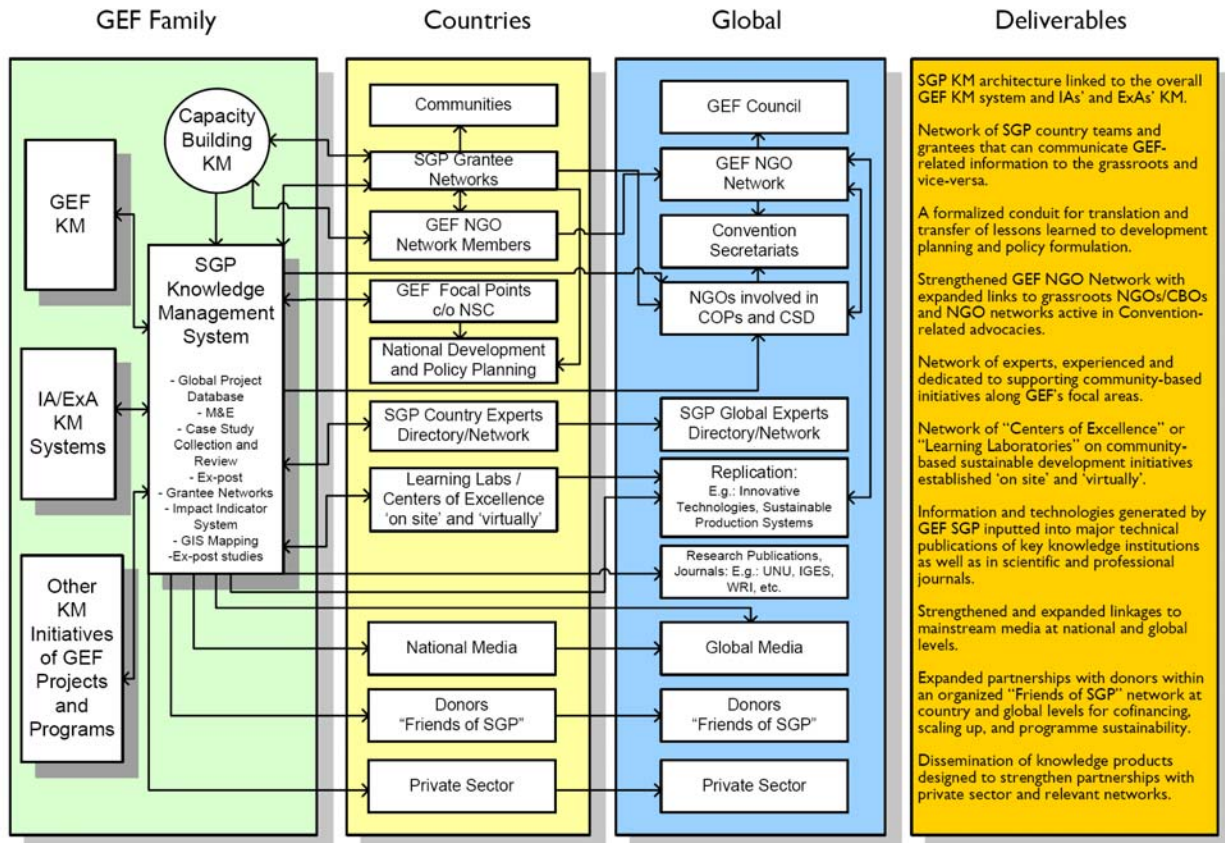 GEF Family
Countries
Global
Deliverables
Capacity
Building
KM
GEF
KM
SGP
Knowledge
Management
System
- Global Project
Database
- M&E
- Case Study
Collection and
Review
- Ex-post
- Grantee Networks
- Impact Indicator
System
- GIS Mapping
-Ex-post studies
IA/ExA
KM
Systems
Other
KM
Initiatives
of GEF
Projects
and
Programs
Communities
SGP Grantee
Networks
GEF NGO
Network Members
GEF Focal Points
c/o NSC
National Development
and Policy Planning
SGP Country Experts
Directory/Network
Learning Labs /
Centers of Excellence
'on site' and 'virtually'
National Media
Donors
"Friends of SGP"
Private Sector
GEF Council
GEF NGO
Network
Convention
Secretariats
NGOs involved in
COPs and CSD
SGP Global Experts
Directory/Network
Replication:
E.g.: Innovative
Technologies, Sustainable
Production Systems
Research Publications,
Journals: E.g.: UNU, IGES,
WRI, etc.
Global Media
Donors
"Friends of SGP"
Private Sector
SGP KM architecture linked to the overall
GEF KM system and IAs' and ExAs' KM.
Network of SGP country teams and
grantees that can communicate GEF-
related information to the grassroots and
vice-versa.
A formalized conduit for translation and
transfer of lessons learned to development
planning and policy formulation.
Strengthened GEF NGO Network with
expanded links to grassroots NGOs/CBOs
and NGO networks active in Convention-
related advocacies.
Network of experts, experienced and
dedicated to supporting community-based
initiatives along GEF's focal areas.
Network of "Centers of Excellence" or
"Learning Laboratories" on community-
based sustainable development initiatives
established 'on site' and 'virtually'.
Information and technologies generated by
GEF SGP inputted into major technical
publications of key knowledge institutions
as well as in scientific and professional
journals.
Strengthened and expanded linkages to
mainstream media at national and global
levels.
Expanded partnerships with donors within
an organized "Friends of SGP" network at
country and global levels for cofinancing,
scaling up, and programme sustainability.
Dissemination of knowledge products
designed to strengthen partnerships with
private sector and relevant networks.